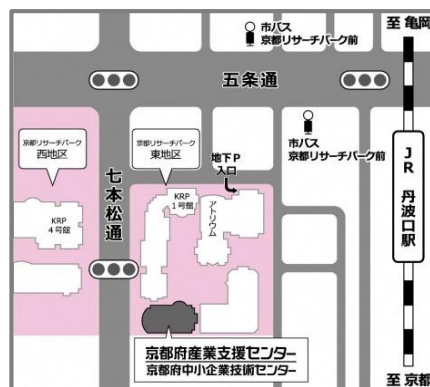 市バス
京都リサーチパーク前
至 亀岡
五条通
市バス
京都リサーチパーク前
京都リサーチパーク
西地区
京都リサーチパーク
東地区
地下P
入口
七本松通
KRP
1号館
アトリウム
KRP
4号館
JR 丹波口駅
京都府産業支援センター
京都府中小企業技術センター
至 京都